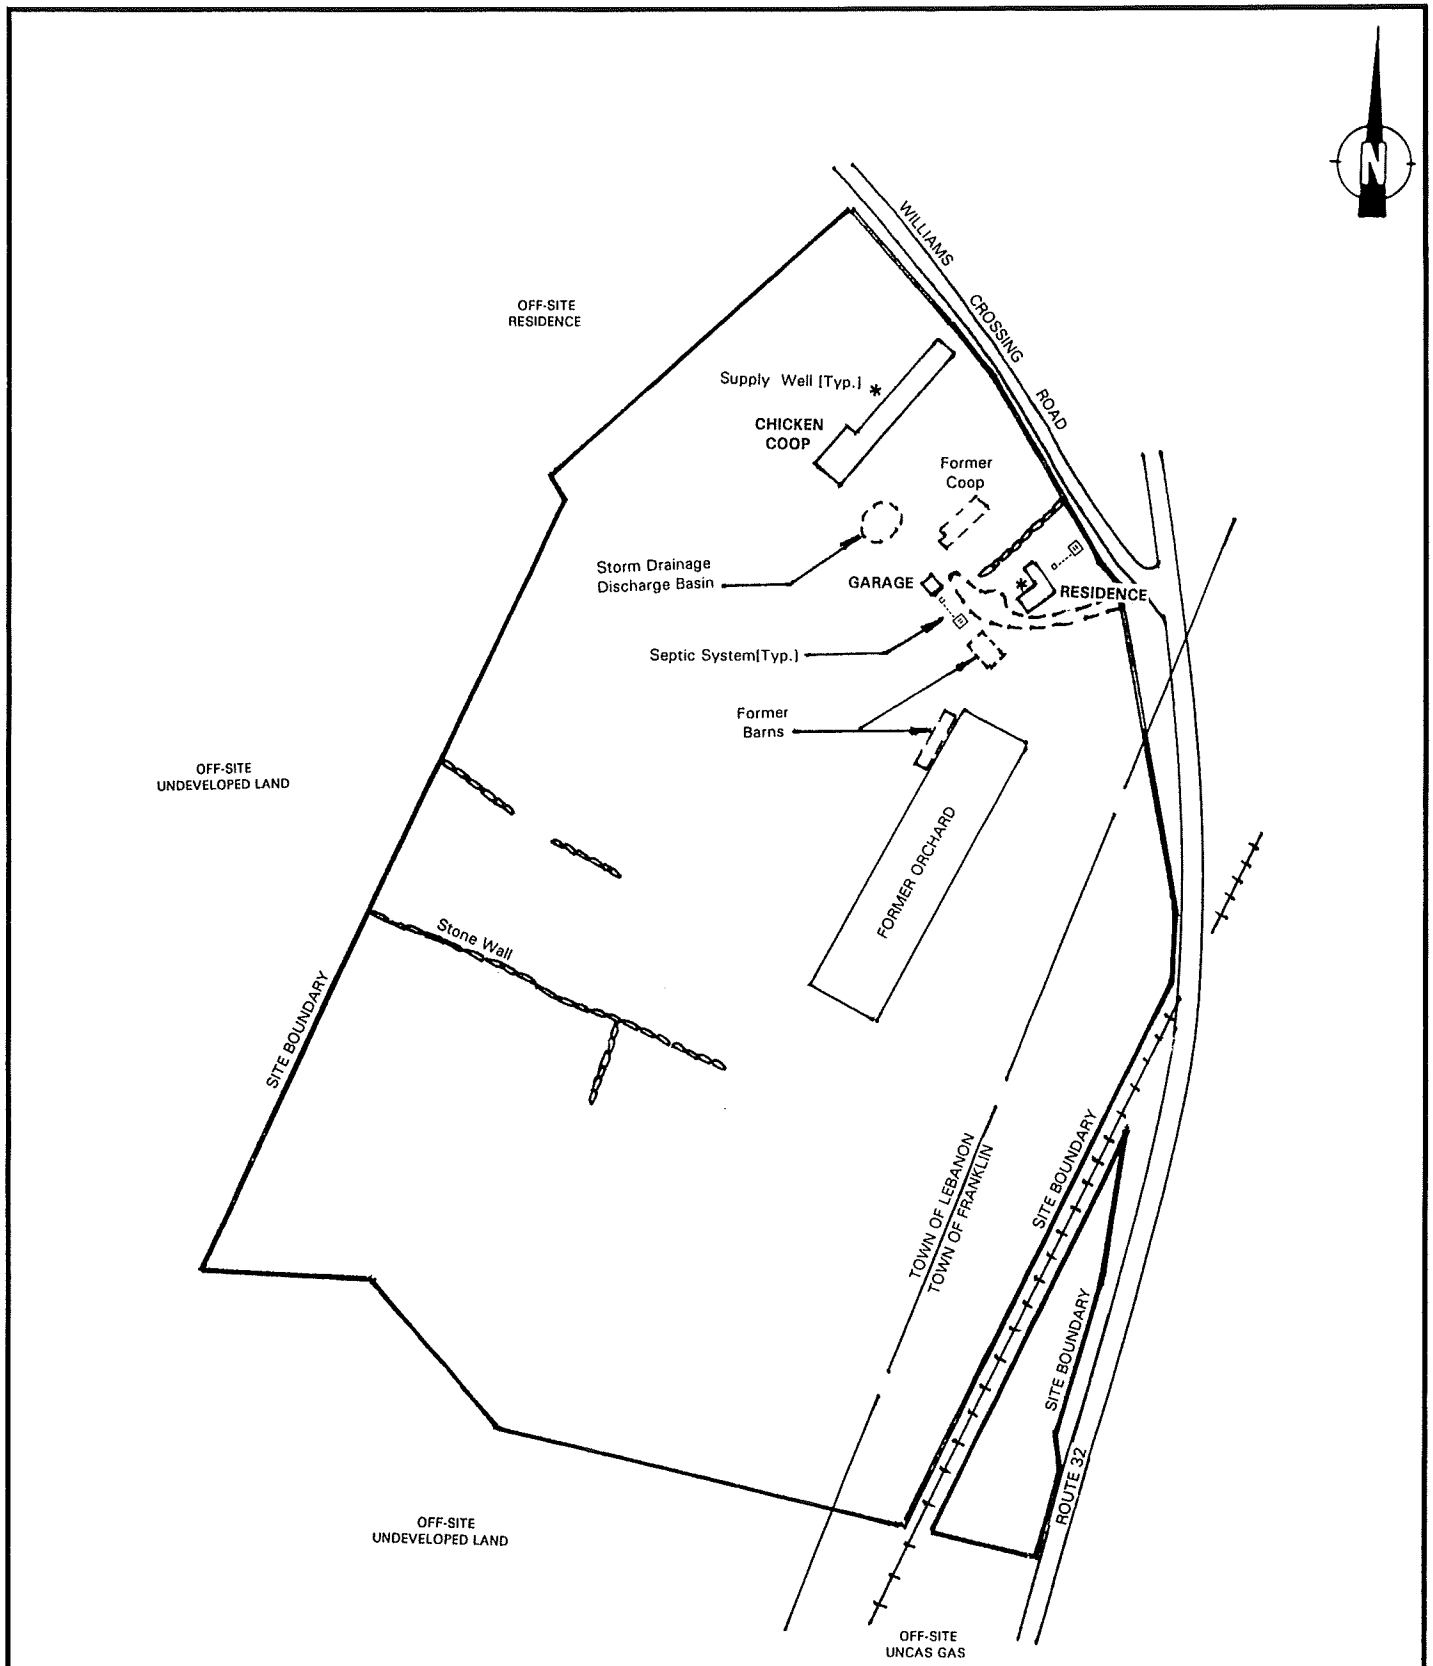 N
WILLIAMS CROSSING ROAD
OFF-SITE
RESIDENCE
Supply Well [Typ.]
*
CHICKEN
COOP
Former
Coop
Storm Drainage
Discharge Basin
GARAGE
*
RESIDENCE
Septic System[Typ.]
Former
Barns
OFF-SITE
UNDEVELOPED LAND
FORMER ORCHARD
Stone Wall
SITE BOUNDARY
TOWN OF LEBANON
TOWN OF FRANKLIN
SITE BOUNDARY
SITE BOUNDARY
ROUTE 32
OFF-SITE
UNDEVELOPED LAND
OFF-SITE
UNCAS GAS